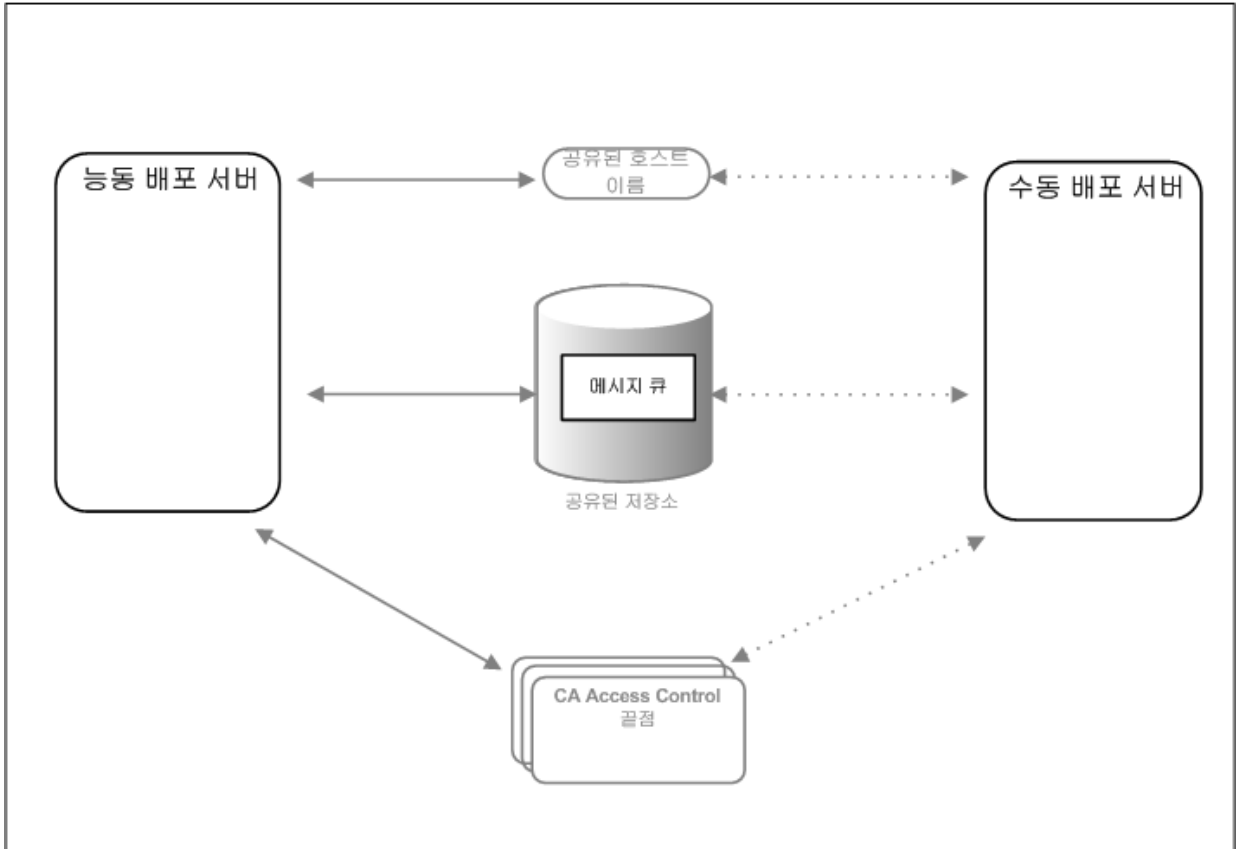 능동 배포 서버
공유된 호스트
이름
수동 배포 서버
메시지 큐
공유된 저장소
CA Access Control
끝점